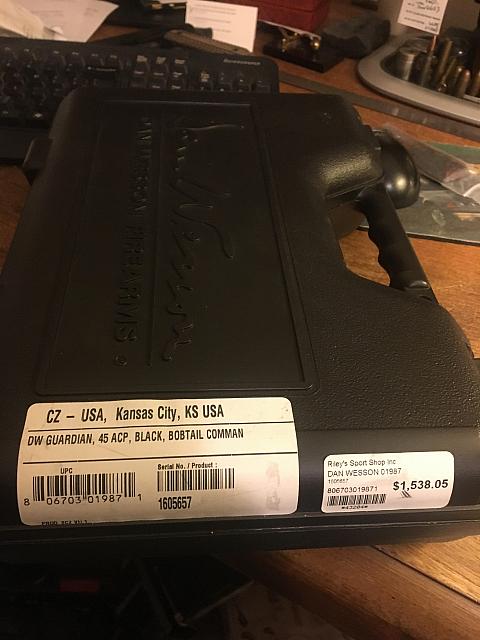 Dan Wesson
DAN WESSON FIREARMS
CZ - USA, Kansas City, KS USA
DW GUARDIAN, 45 ACP, BLACK, BOBTAIL COMMAN
UPC
8 06703 01987 1
Serial No. / Product :
1605657
Riley's Sport Shop Inc
DAN WESSON 01987
1605657
806703019871
$1,538.05
*43204*